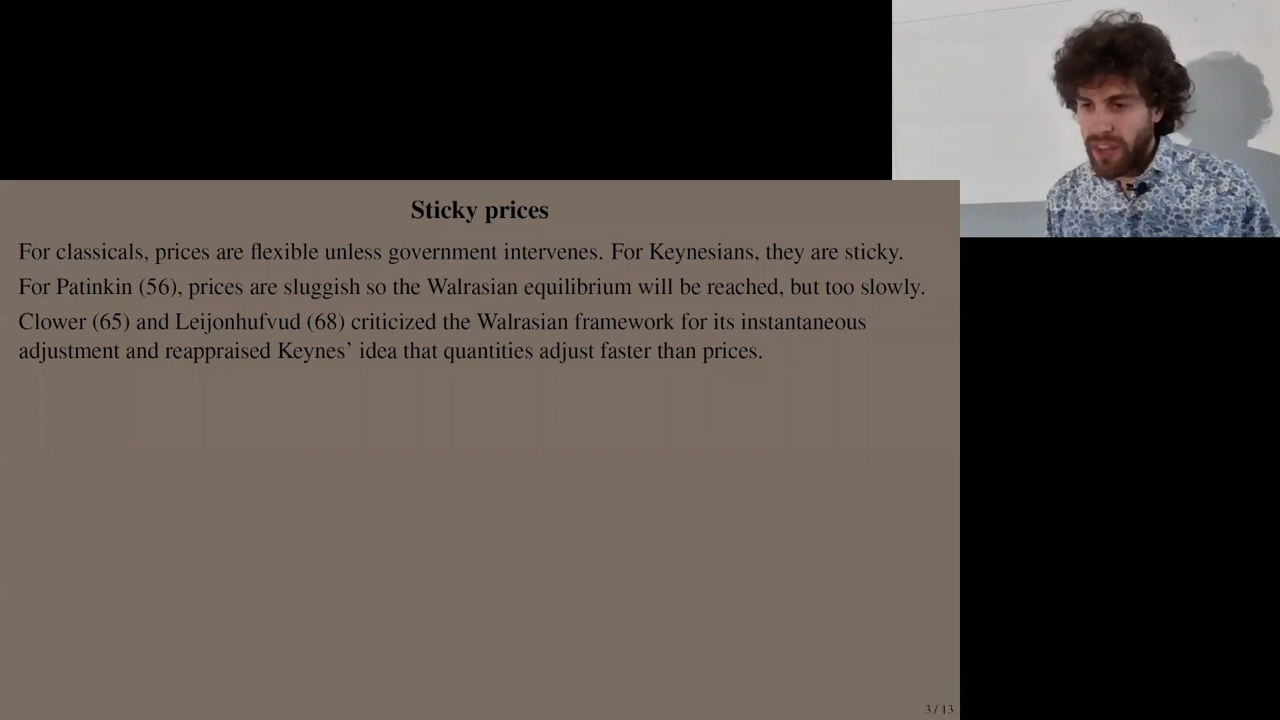 Sticky prices
For classicals, prices are flexible unless government intervenes. For Keynesians, they are sticky.
For Patinkin (56), prices are sluggish so the Walrasian equilibrium will be reached, but too slowly.
Clower (65) and Leijonhufvud (68) criticized the Walrasian framework for its instantaneous
adjustment and reappraised Keynes’ idea that quantities adjust faster than prices.
3 / 13